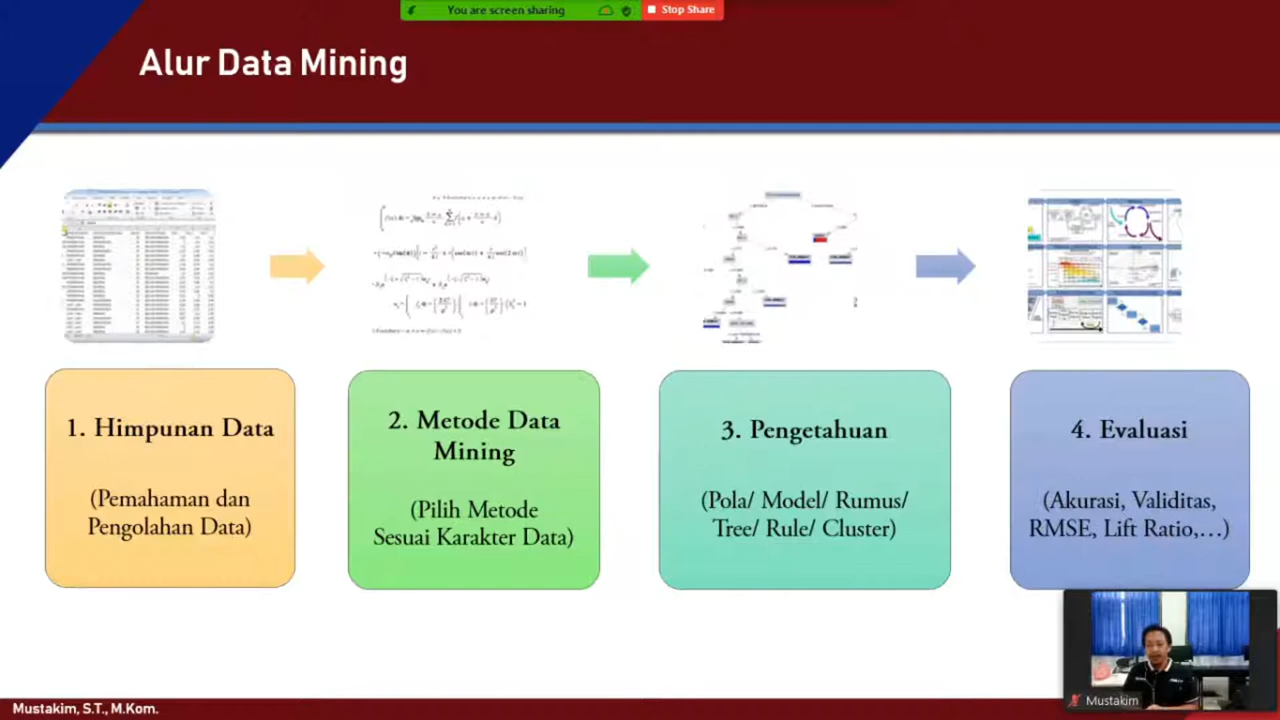 You are screen sharing
Stop Share
Alur Data Mining
1. Himpunan Data
(Pemahaman dan
Pengolahan Data)
2. Metode Data
Mining
(Pilih Metode
Sesuai Karakter Data)
3. Pengetahuan
(Pola/ Model/ Rumus/
Tree/ Rule/ Cluster)
4. Evaluasi
(Akurasi, Validitas,
RMSE, Lift Ratio,...)
Mustakim
Mustakim, S.T., M.Kom.